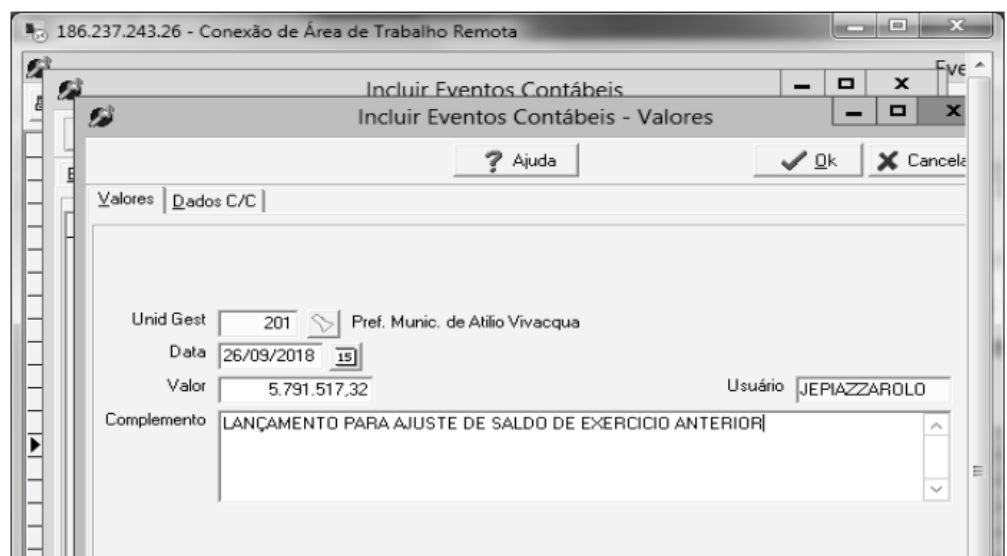 186.237.243.26 - Conexão de Área de Trabalho Remota
Eve
Incluir Eventos Contábeis
Incluir Eventos Contábeis - Valores
? Ajuda
Ok
Cancela
Valores
Dados C/C
Unid Gest 201 Pref. Munic. de Atilio Vivacqua
Data 26/09/2018 15
Valor 5.791.517,32 Usuário JEPIAZZAROLO
Complemento LANÇAMENTO PARA AJUSTE DE SALDO DE EXERCICIO ANTERIOR